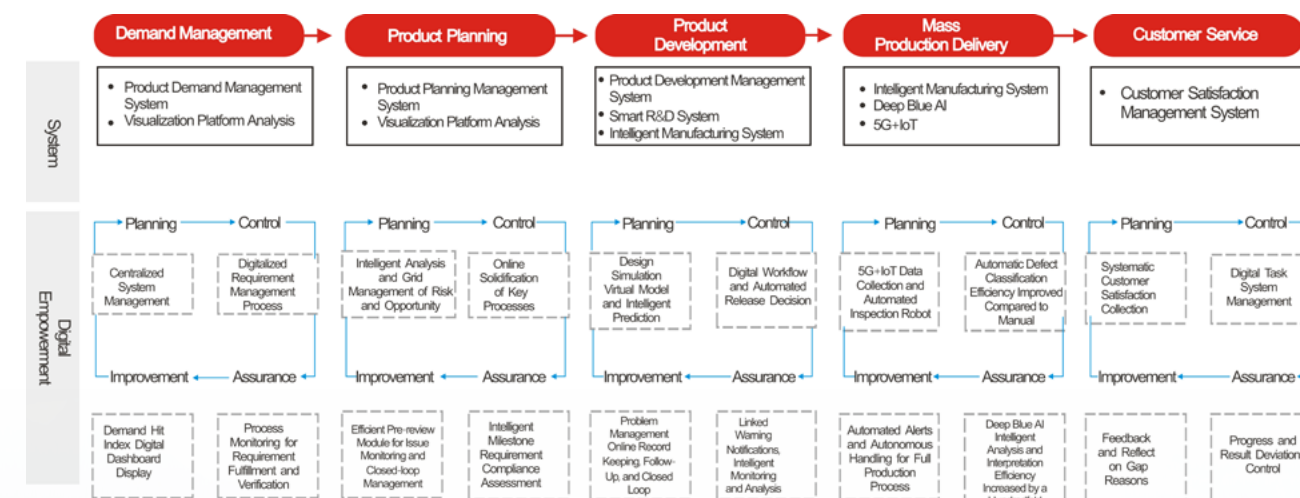 Demand Management
Product Planning
Product
Development
Mass
Production Delivery
Customer Service
System
• Product Demand Management
System
• Visualization Platform Analysis
• Product Planning Management
System
• Visualization Platform Analysis
• Product Development Management
System
• Smart R&D System
• Intelligent Manufacturing System
• Intelligent Manufacturing System
• Deep Blue AI
• 5G+IoT
• Customer Satisfaction
Management System
Digital
Empowerment
Planning
Control
Centralized
System
Management
Digitalized
Requirement
Management
Process
Improvement
Assurance
Demand Hit
Index Digital
Dashboard
Display
Process
Monitoring for
Requirement
Fulfillment and
Verification
Planning
Control
Intelligent Analysis
and Grid
Management of Risk
and Opportunity
Online
Solidification
of Key
Processes
Improvement
Assurance
Efficient Pre-review
Module for Issue
Monitoring and
Closed-loop
Management
Intelligent
Milestone
Requirement
Compliance
Assessment
Planning
Control
Design
Simulation
Virtual Model
and Intelligent
Prediction
Digital Workflow
and Automated
Release Decision
Improvement
Assurance
Problem
Management
Online Record
Keeping, Follow-
Up, and Closed
Loop
Linked
Warning
Notifications,
Intelligent
Monitoring
and Analysis
Planning
Control
5G+IoT Data
Collection and
Automated
Inspection Robot
Automatic Defect
Classification
Efficiency Improved
Compared to
Manual
Improvement
Assurance
Automated Alerts
and Autonomous
Handling for Full
Production
Process
Deep Blue AI
Intelligent
Analysis and
Interpretation
Efficiency
Increased by a
Planning
Control
Systematic
Customer
Satisfaction
Collection
Digital Task
System
Management
Improvement
Assurance
Feedback
and Reflect
on Gap
Reasons
Progress and
Result Deviation
Control